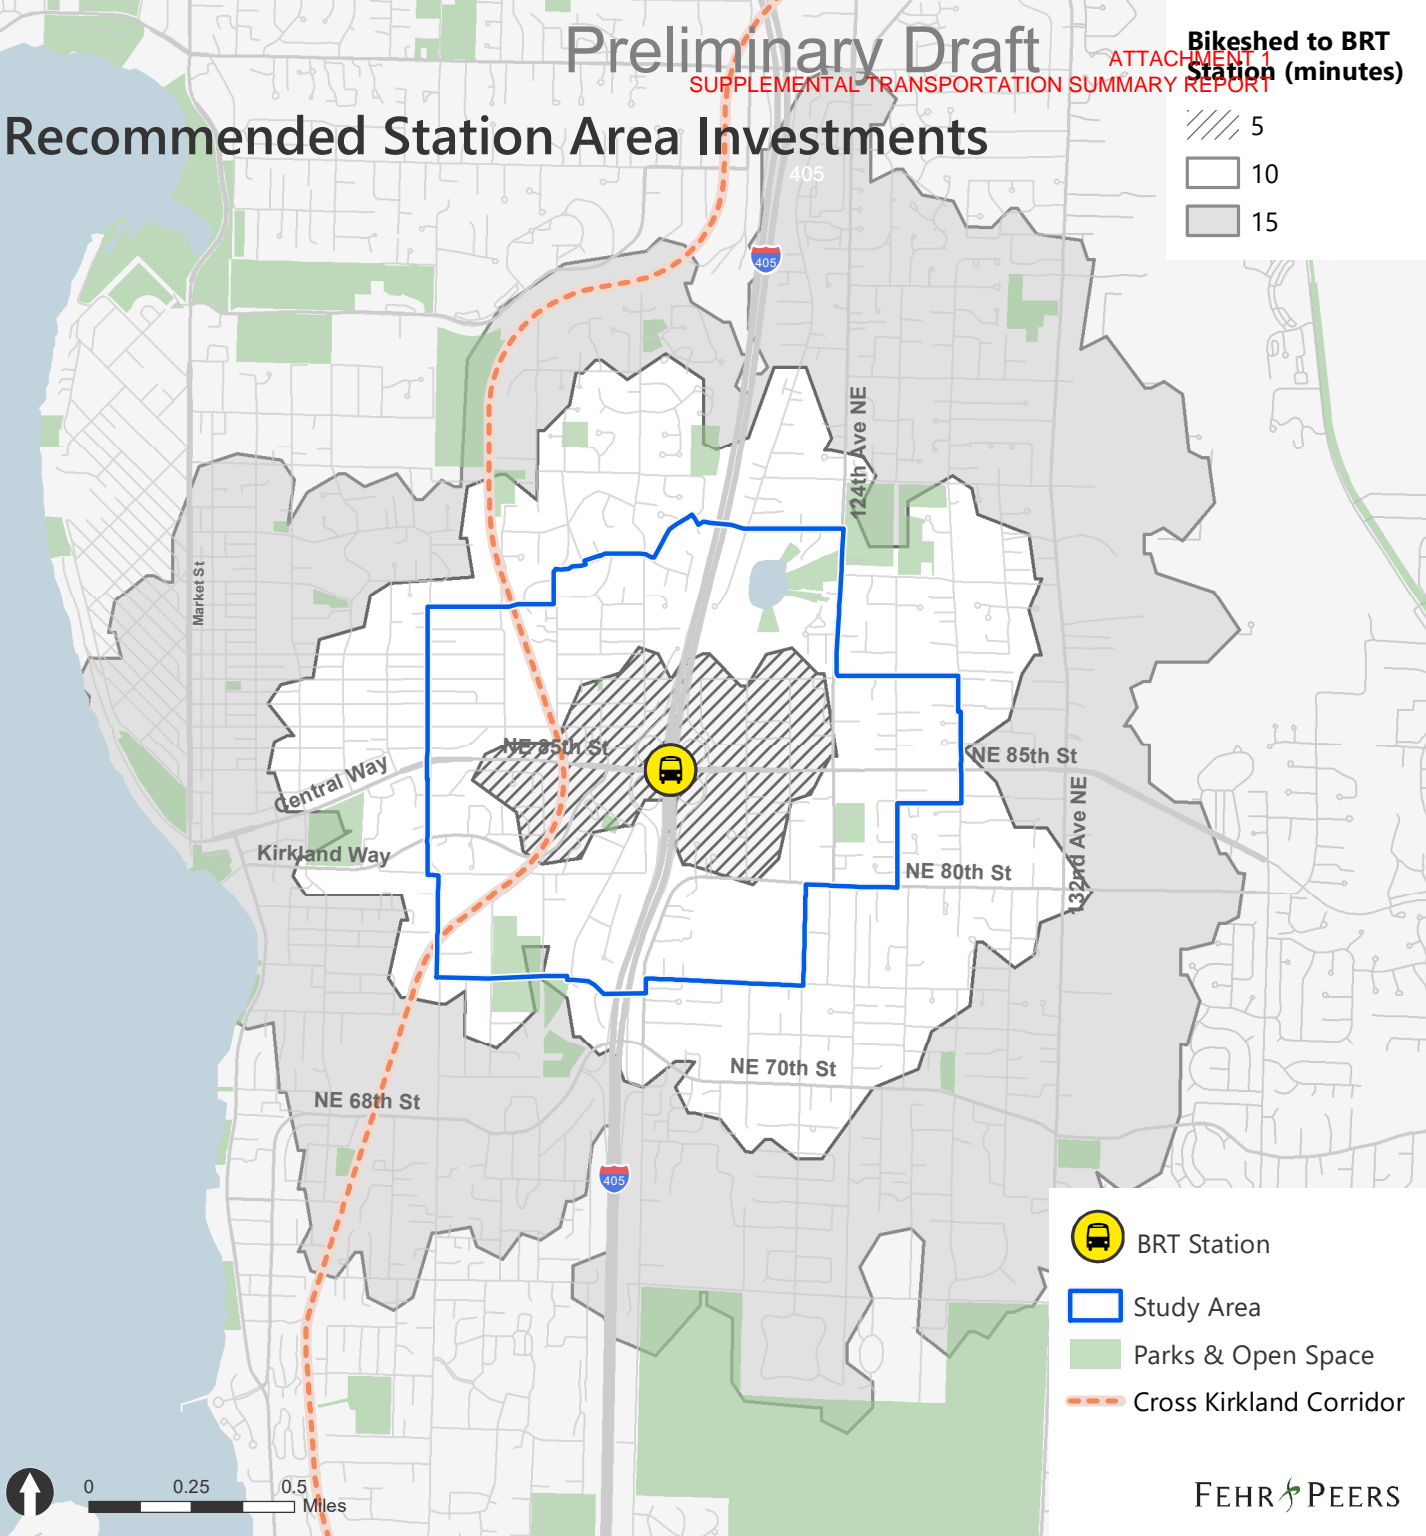 Preliminary Draft
ATTACHMENT 1
SUPPLEMENTAL TRANSPORTATION SUMMARY REPORT
Recommended Station Area Investments
Bikeshed to BRT
Station (minutes)
5
10
15
405
405
124th Ave NE
Market St
NE 85th St
NE 85th St
Central Way
Kirkland Way
NE 80th St
132nd Ave NE
NE 70th St
NE 68th St
405
BRT Station
Study Area
Parks & Open Space
Cross Kirkland Corridor
0 0.25 0.5
Miles
FEHR PEERS